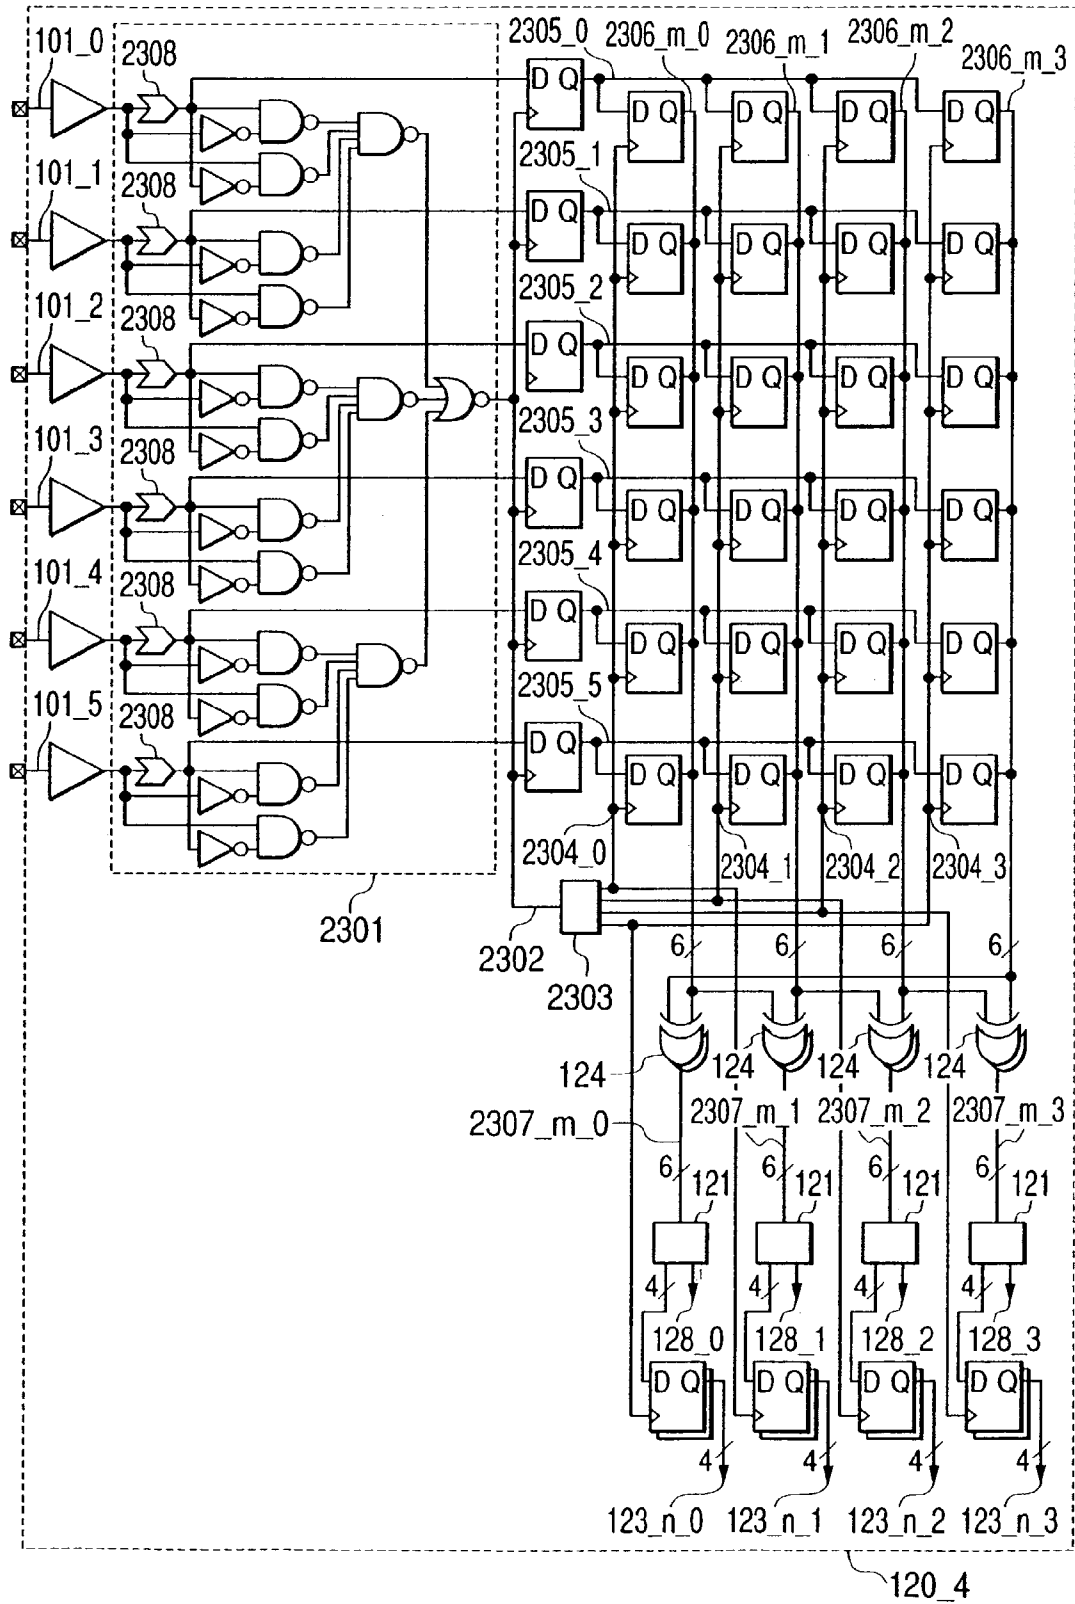 101_0
2308
2305_0
2306_m_0
2306_m_1
2306_m_2
2306_m_3
D Q
D Q
D Q
D Q
D Q
101_1
2308
2305_1
D Q
D Q
D Q
D Q
D Q
101_2
2308
2305_2
D Q
D Q
D Q
D Q
D Q
101_3
2308
2305_3
D Q
D Q
D Q
D Q
D Q
101_4
2308
2305_4
D Q
D Q
D Q
D Q
D Q
101_5
2308
2305_5
D Q
D Q
D Q
D Q
D Q
2304_0
2304_1
2304_2
2304_3
2301
2302
2303
6
6
6
6
124
124
124
124
2307_m_0
2307_m_1
2307_m_2
2307_m_3
6
6
6
6
121
121
121
121
4
4
4
4
128_0
128_1
128_2
128_3
D Q
D Q
D Q
D Q
4
4
4
4
123_n_0
123_n_1
123_n_2
123_n_3
120_4